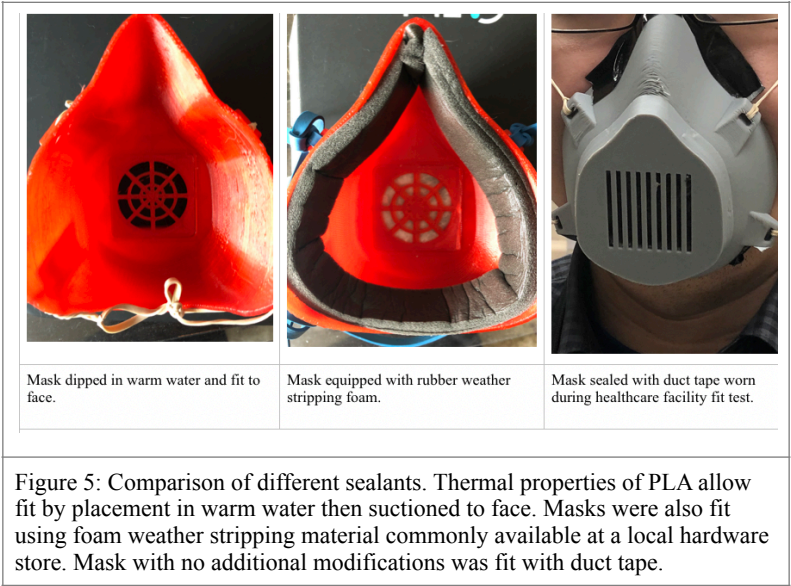 Mask dipped in warm water and fit to
face.
Mask equipped with rubber weather
stripping foam.
Mask sealed with duct tape worn
during healthcare facility fit test.
Figure 5: Comparison of different sealants. Thermal properties of PLA allow
fit by placement in warm water then suctioned to face. Masks were also fit
using foam weather stripping material commonly available at a local hardware
store. Mask with no additional modifications was fit with duct tape.